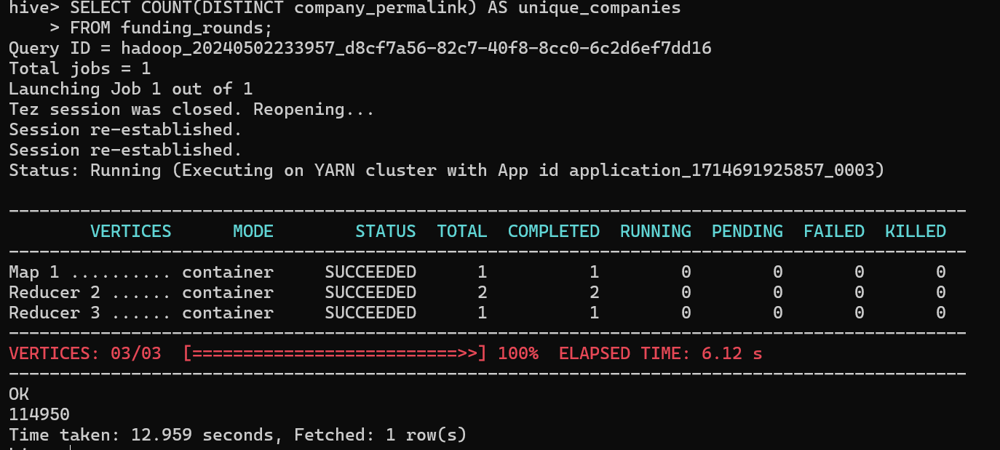 hive> SELECT COUNT(DISTINCT company_permalink) AS unique_companies
    > FROM funding_rounds;
Query ID = hadoop_20240502233957_d8cf7a56-82c7-40f8-8cc0-6c2d6ef7dd16
Total jobs = 1
Launching Job 1 out of 1
Tez session was closed. Reopening...
Session re-established.
Session re-established.
Status: Running (Executing on YARN cluster with App id application_1714691925857_0003)
----------------------------------------------------------------------------------------------
        VERTICES      MODE        STATUS  TOTAL  COMPLETED  RUNNING  PENDING  FAILED  KILLED
----------------------------------------------------------------------------------------------
Map 1 .......... container     SUCCEEDED      1          1        0        0       0       0
Reducer 2 ...... container     SUCCEEDED      2          2        0        0       0       0
Reducer 3 ...... container     SUCCEEDED      1          1        0        0       0       0
----------------------------------------------------------------------------------------------
VERTICES: 03/03  [==========================>>] 100%  ELAPSED TIME: 6.12 s
----------------------------------------------------------------------------------------------
OK
114950
Time taken: 12.959 seconds, Fetched: 1 row(s)